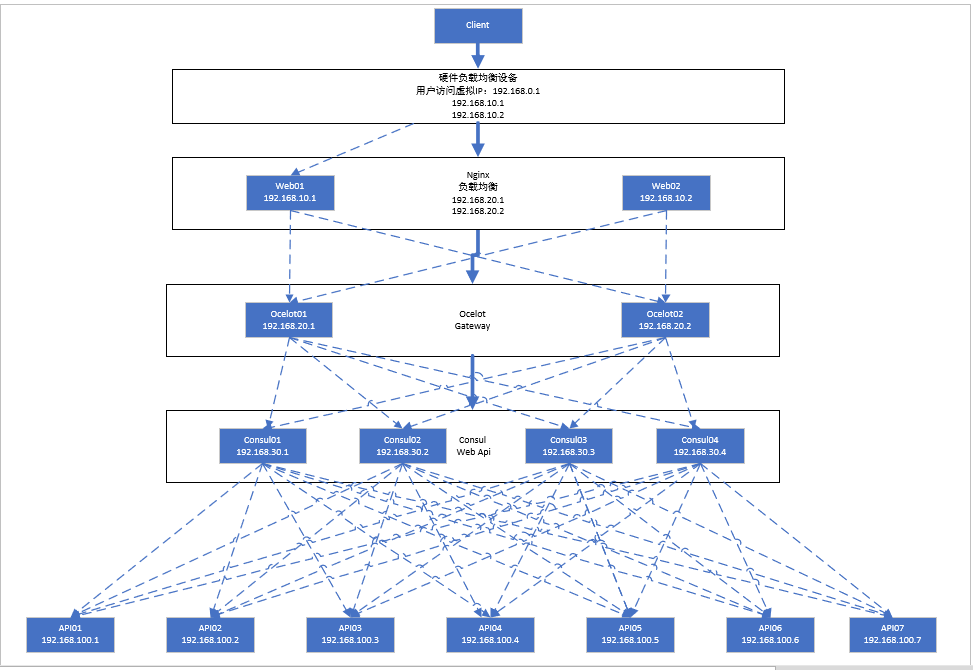 Client
硬件负载均衡设备
用户访问虚拟IP：192.168.0.1
192.168.10.1
192.168.10.2
Web01
192.168.10.1
Nginx
负载均衡
192.168.20.1
192.168.20.2
Web02
192.168.10.2
Ocelot01
192.168.20.1
Ocelot
Gateway
Ocelot02
192.168.20.2
Consul01
192.168.30.1
Consul02
192.168.30.2
Consul
Web Api
Consul03
192.168.30.3
Consul04
192.168.30.4
API01
192.168.100.1
API02
192.168.100.2
API03
192.168.100.3
API04
192.168.100.4
API05
192.168.100.5
API06
192.168.100.6
API07
192.168.100.7